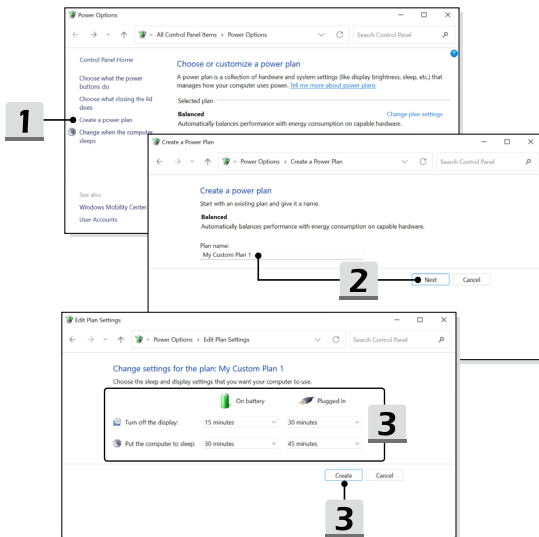 Power Options
All Control Panel Items > Power Options
Search Control Panel
Control Panel Home
Choose what the power
buttons do
Choose what closing the lid
does
Create a power plan
Change when the computer
sleeps
See also
Windows Mobility Center
User Accounts
Choose or customize a power plan
A power plan is a collection of hardware and system settings (like display brightness, sleep, etc.) that
manages how your computer uses power. Tell me more about power plans
Selected plan
Balanced
Change plan settings
Automatically balances performance with energy consumption on capable hardware.
1
Create a Power Plan
Power Options > Create a Power Plan
Search Control Panel
Create a power plan
Start with an existing plan and give it a name.
Balanced
Automatically balances performance with energy consumption on capable hardware.
Plan name:
My Custom Plan 1
2
Next
Cancel
Edit Plan Settings
Power Options > Edit Plan Settings
Search Control Panel
Change settings for the plan: My Custom Plan 1
Choose the sleep and display settings that you want your computer to use.
On battery
Plugged in
Turn off the display: 15 minutes 30 minutes
Put the computer to sleep: 30 minutes 45 minutes
3
Create
Cancel
3